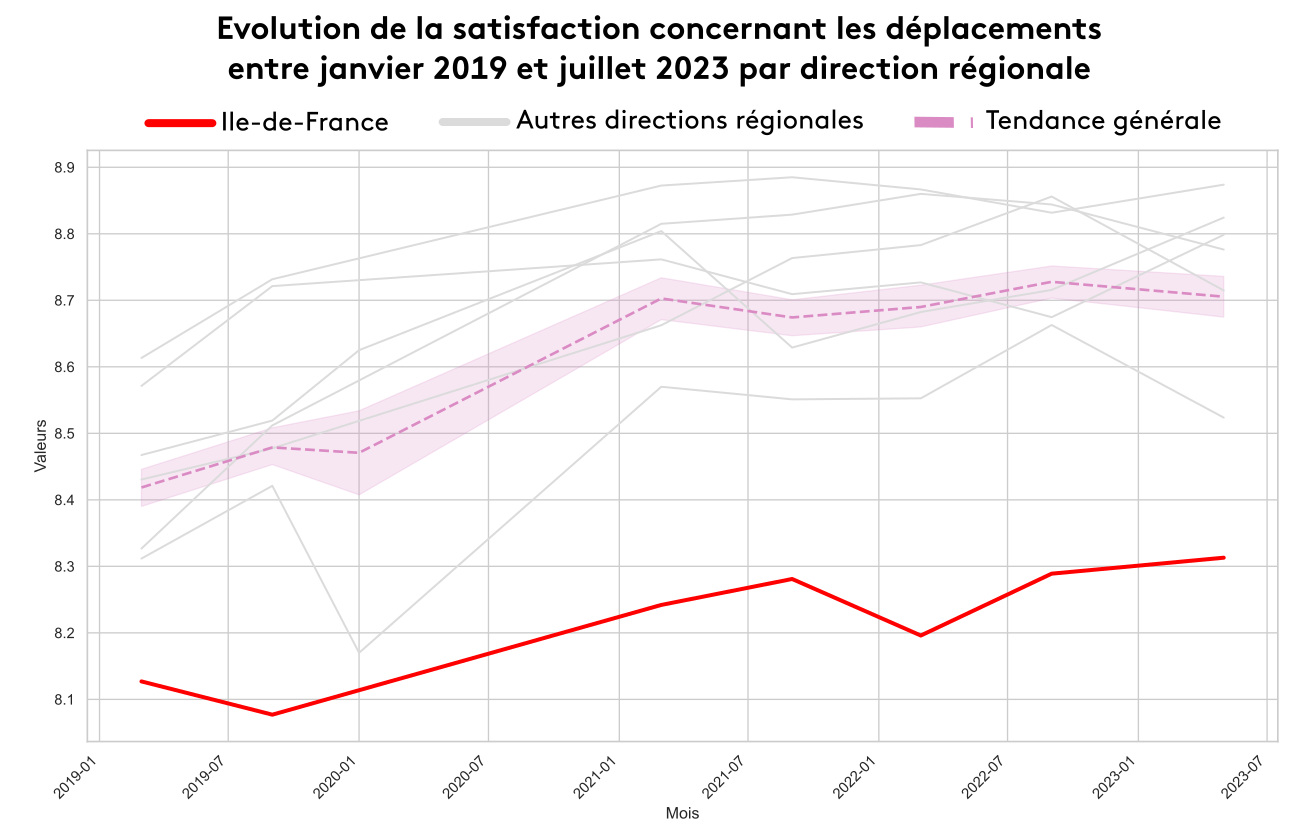 Evolution de la satisfaction concernant les déplacements
entre janvier 2019 et juillet 2023 par direction régionale
Ile-de-France Autres directions régionales Tendance générale
8.9
8.8
8.7
8.6
8.5
8.4
8.3
8.2
8.1
Valeurs
2019-01 2019-07 2020-01 2020-07 2021-01 2021-07 2022-01 2022-07 2023-01 2023-07
Mois